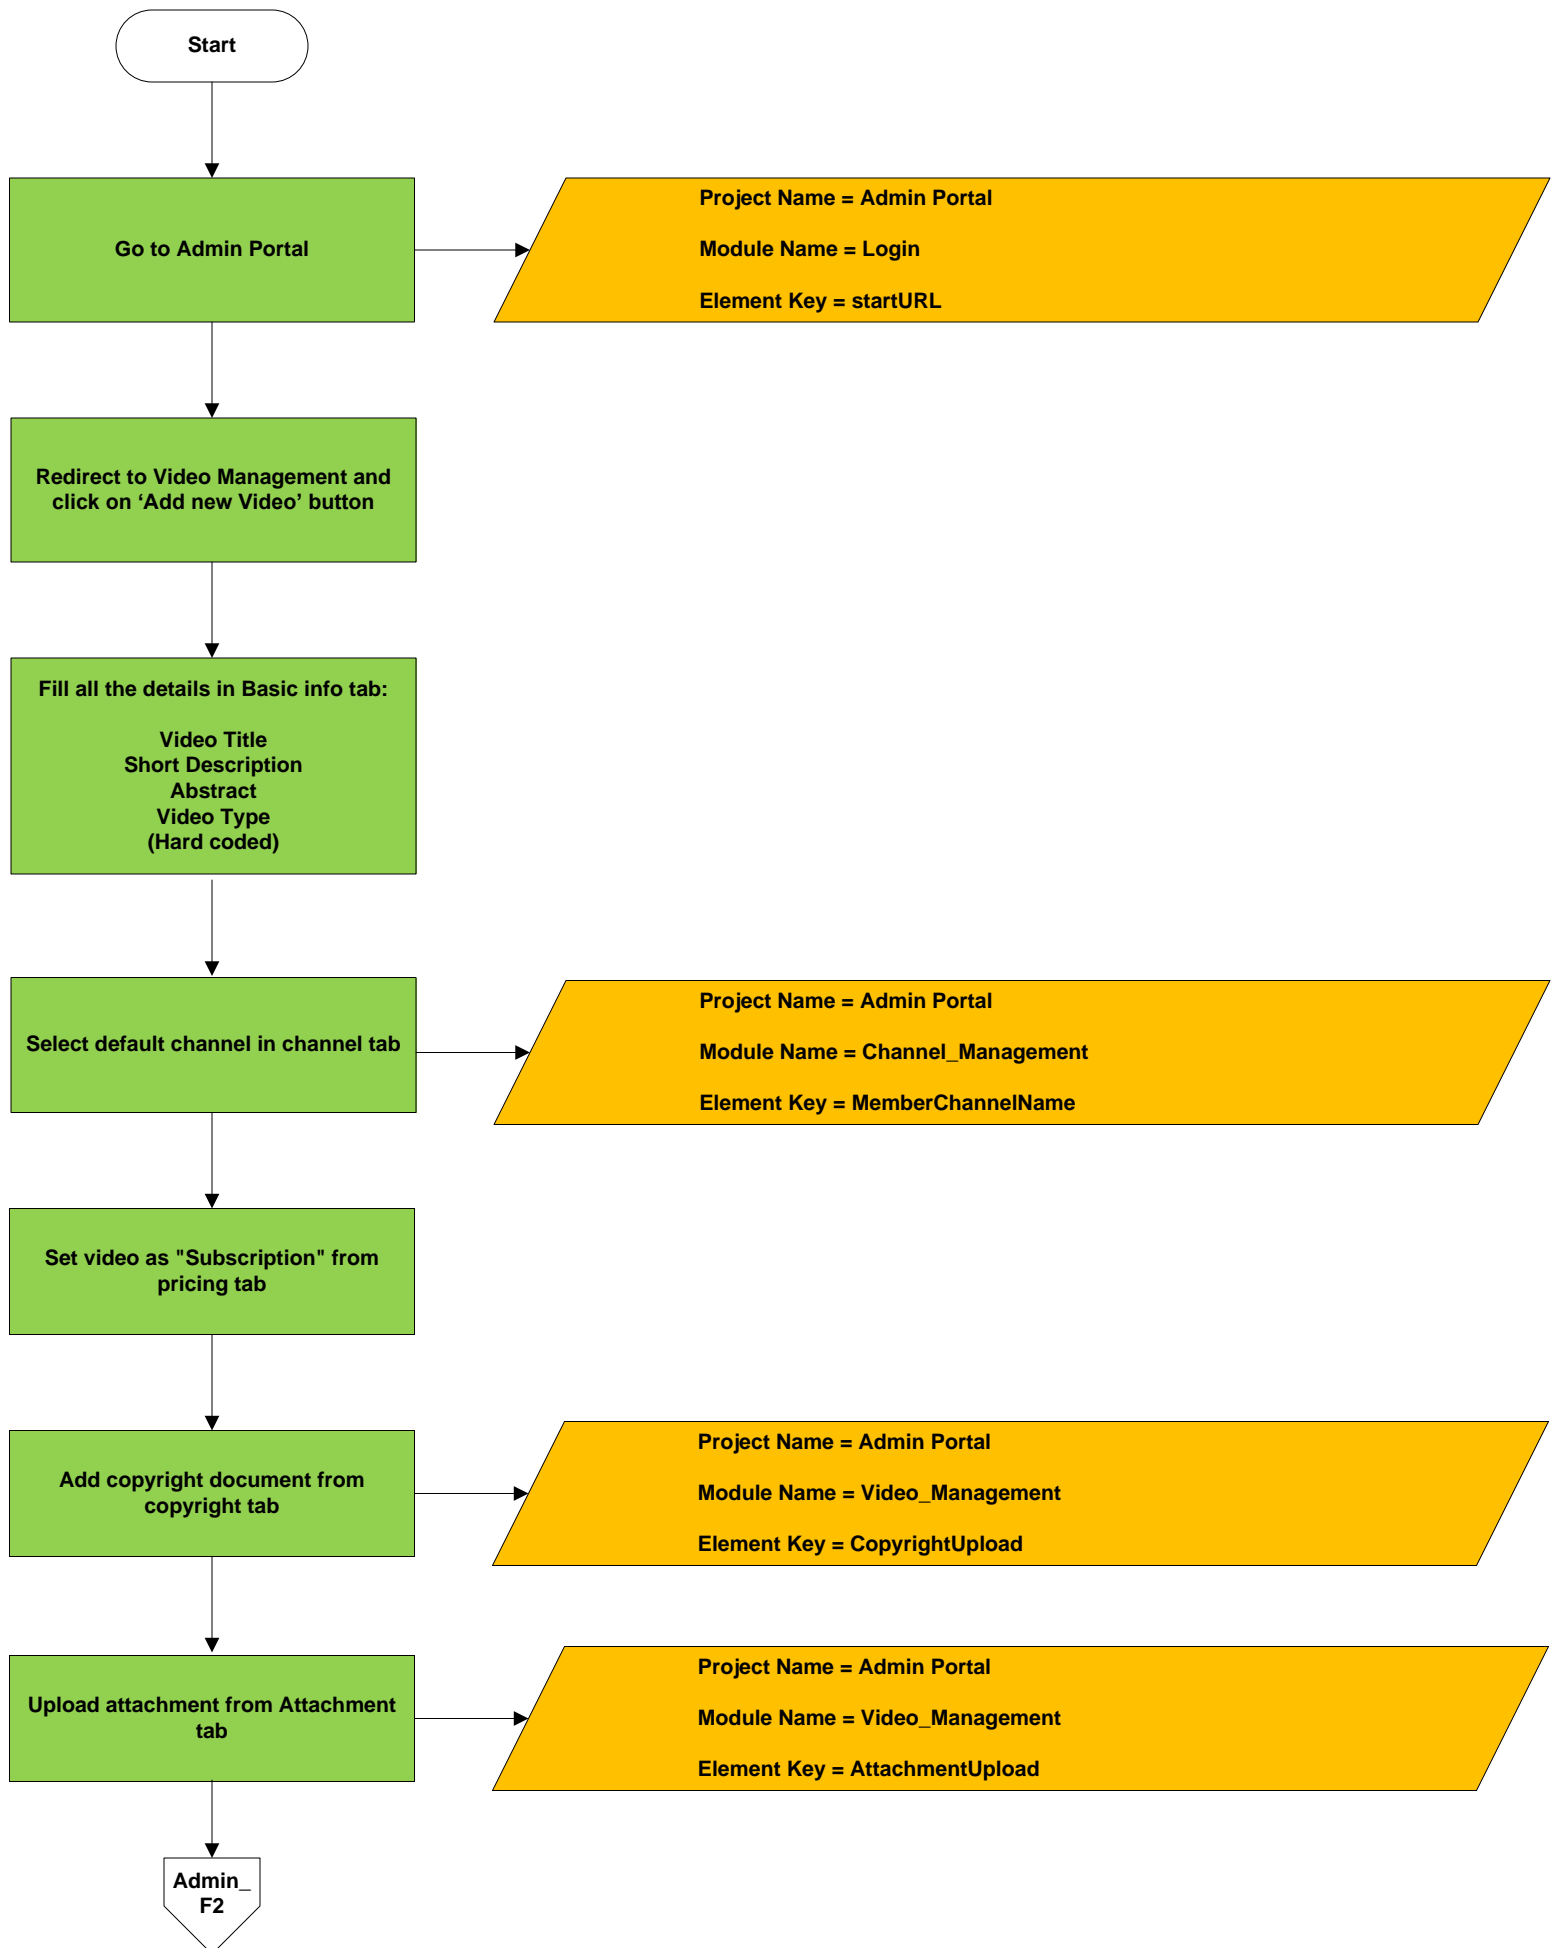 Start
Go to Admin Portal
Project Name = Admin Portal
Module Name = Login
Element Key = startURL
Redirect to Video Management and
click on ‘Add new Video’ button
Fill all the details in Basic info tab:
Video Title
Short Description
Abstract
Video Type
(Hard coded)
Select default channel in channel tab
Project Name = Admin Portal
Module Name = Channel_Management
Element Key = MemberChannelName
Set video as "Subscription" from
pricing tab
Add copyright document from
copyright tab
Project Name = Admin Portal
Module Name = Video_Management
Element Key = CopyrightUpload
Upload attachment from Attachment
tab
Project Name = Admin Portal
Module Name = Video_Management
Element Key = AttachmentUpload
Admin_
F2